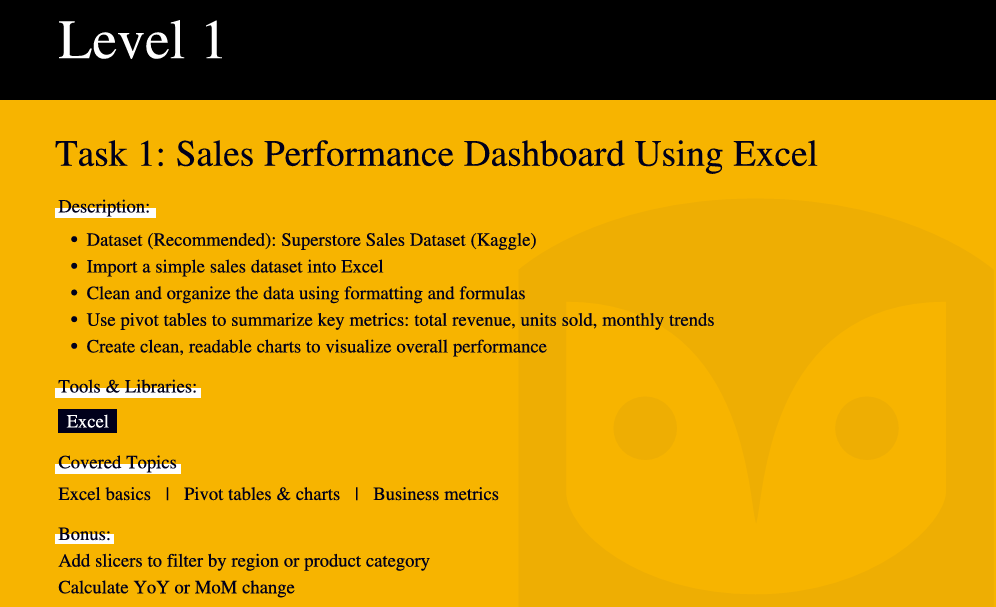 Level 1
Task 1: Sales Performance Dashboard Using Excel
Description:
• Dataset (Recommended): Superstore Sales Dataset (Kaggle)
• Import a simple sales dataset into Excel
• Clean and organize the data using formatting and formulas
• Use pivot tables to summarize key metrics: total revenue, units sold, monthly trends
• Create clean, readable charts to visualize overall performance
Tools & Libraries:
Excel
Covered Topics
Excel basics | Pivot tables & charts | Business metrics
Bonus:
Add slicers to filter by region or product category
Calculate YoY or MoM change